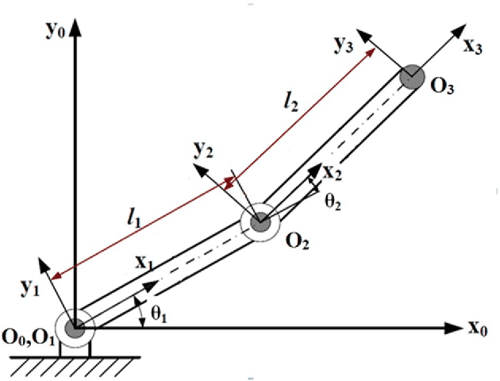 y₀
y₃
x₃
O₃
l₂
y₂
x₂
θ₂
l₁
O₂
x₁
y₁
θ₁
O₀,O₁
x₀